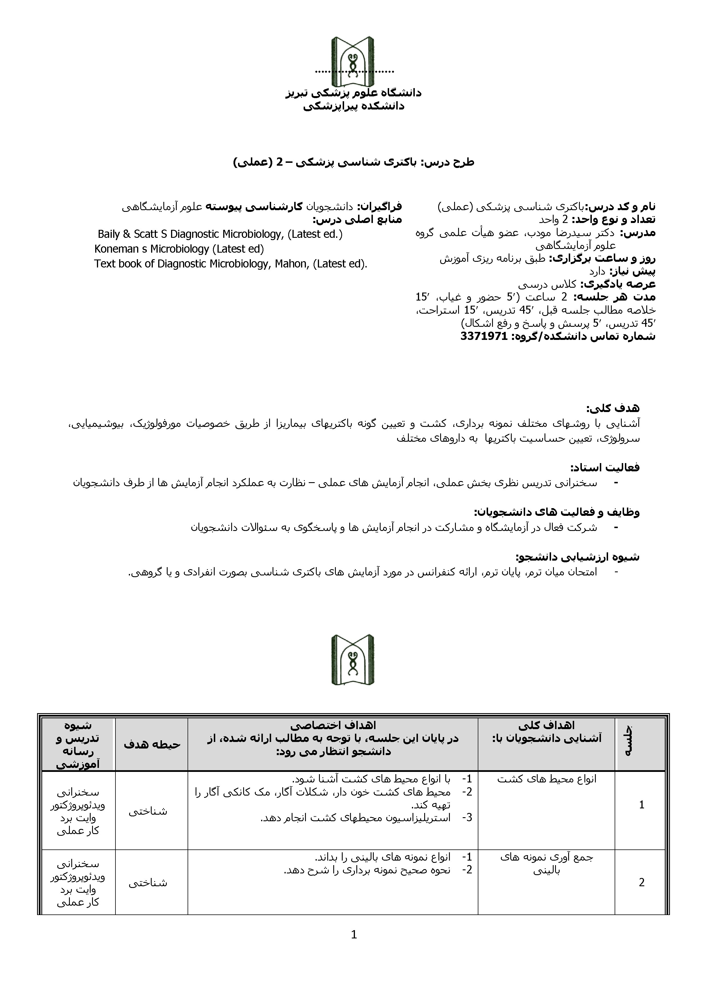 ........................
دانشگاه علوم پزشکی تبریز
دانشکده پیراپزشکی
طرح درس: باکتری شناسی پزشکی – 2 (عملی)
نام و کد درس:باکتری شناسی پزشکی (عملی)
تعداد و نوع واحد: 2 واحد
مدرس: دکتر سیدرضا مودب، عضو هیأت علمی گروه
علوم آزمایشگاهی
روز و ساعت برگزاری: طبق برنامه ریزی آموزش
پیش نیاز: دارد
عرصه یادگیری: کلاس درسی
مدت هر جلسه: 2 ساعت (′5 حضور و غیاب، ′15
خلاصه مطالب جلسه قبل، ′45 تدریس، ′15 استراحت،
′45 تدریس، ′5 پرسش و پاسخ و رفع اشکال)
شماره تماس دانشکده/گروه: 3371971
فراگیران: دانشجویان کارشناسی پیوسته علوم آزمایشگاهی
منابع اصلی درس:
Baily & Scatt S Diagnostic Microbiology, (Latest ed.)
Koneman s Microbiology (Latest ed)
Text book of Diagnostic Microbiology, Mahon, (Latest ed).
هدف کلی:
آشنایی با روشهای مختلف نمونه برداری، کشت و تعیین گونه باکتریهای بیماریزا از طریق خصوصیات مورفولوژیک، بیوشیمیایی،
سرولوژی، تعیین حساسیت باکتریها به داروهای مختلف
فعالیت استاد:
- سخنرانی تدریس نظری بخش عملی، انجام آزمایش های عملی – نظارت به عملکرد انجام آزمایش ها از طرف دانشجویان
وظایف و فعالیت های دانشجویان:
- شرکت فعال در آزمایشگاه و مشارکت در انجام آزمایش ها و پاسخگوی به سئوالات دانشجویان
شیوه ارزشیابی دانشجو:
- امتحان میان ترم، پایان ترم، ارائه کنفرانس در مورد آزمایش های باکتری شناسی بصورت انفرادی و یا گروهی.
جلسه
اهداف کلی
آشنایی دانشجویان با:
اهداف اختصاصی
در پایان این جلسه، با توجه به مطالب ارائه شده، از
دانشجو انتظار می رود:
حیطه هدف
شیوه
تدریس و
رسانه
آموزشی
1
انواع محیط های کشت
1- با انواع محیط های کشت آشنا شود.
2- محیط های کشت خون دار، شکلات آگار، مک کانکی آگار را
تهیه کند.
3- استریلیزاسیون محیطهای کشت انجام دهد.
شناختی
سخنرانی
ویدئوپروژکتور
وایت برد
کار عملی
2
جمع آوری نمونه های
بالینی
1- انواع نمونه های بالینی را بداند.
2- نحوه صحیح نمونه برداری را شرح دهد.
شناختی
سخنرانی
ویدئوپروژکتور
وایت برد
کار عملی
1